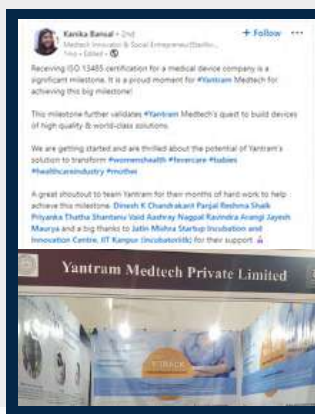 Kanika Bansal • 2nd
+ Follow ...
Medtech Innovator & Social Entrepreneur
7mo • Edited •
Receiving ISO 13485 certification for a medical device company is a
significant milestone. It is a proud moment for #Yantram Medtech for
achieving this big milestone!
This milestone further validates #Yantram Medtech's quest to build devices
of high quality & world-class solutions.
We are getting started and are thrilled about the potential of Yantram's
solution to transform #womenshealth #fevercare #babies
#healthcareindustry #mother
A great shoutout to team Yantram for their months of hard work to help
achieve this milestone. Dinesh K Chandrakant Panjal Reshma Shaik
Priyanka Thatha Shantanu Vaid Aashray Nagpal Ravindra Arangi Jayesh
Maurya and a big thanks to Jatin Mishra Startup Incubation and
Innovation Centre, IIT Kanpur (IncubatorIitk) for their support
Yantram Medtech Private Limited